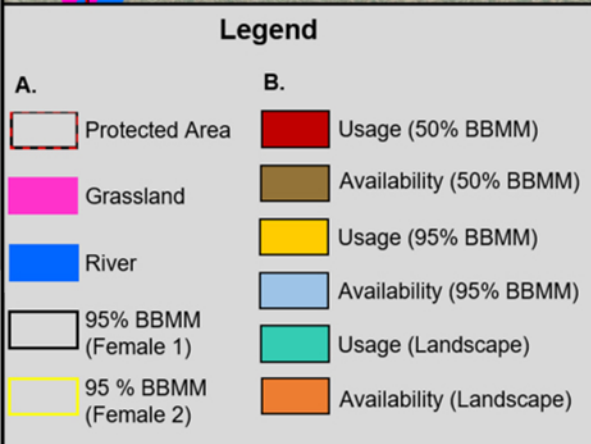 Legend
A.
Protected Area
Grassland
River
95% BBMM
(Female 1)
95 % BBMM
(Female 2)
B.
Usage (50% BBMM)
Availability (50% BBMM)
Usage (95% BBMM)
Availability (95% BBMM)
Usage (Landscape)
Availability (Landscape)